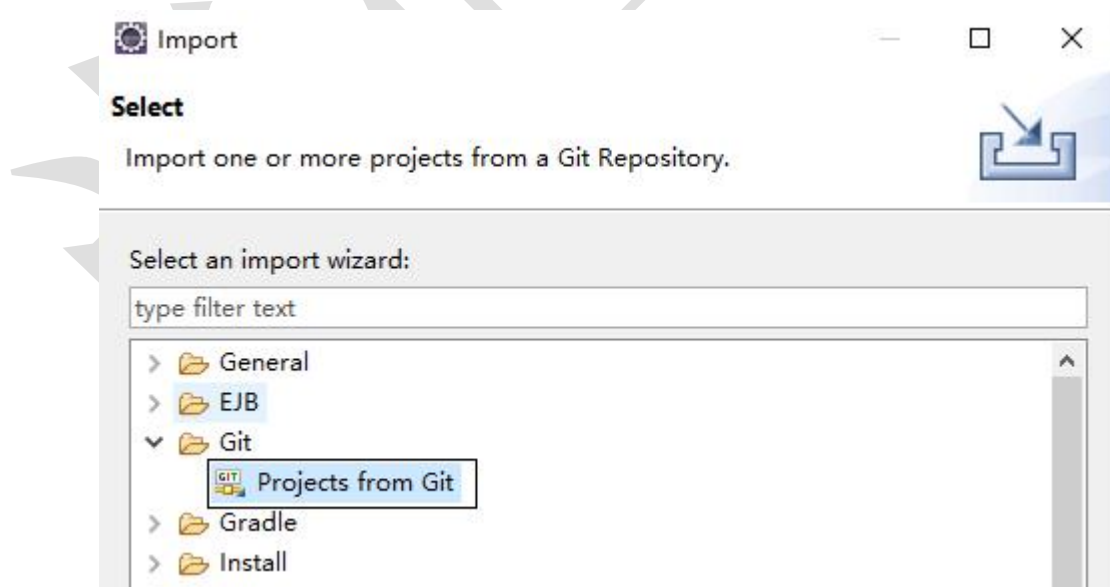 Import
Select
Import one or more projects from a Git Repository.
Select an import wizard:
type filter text
General
EJB
Git
GIT Projects from Git
Gradle
Install